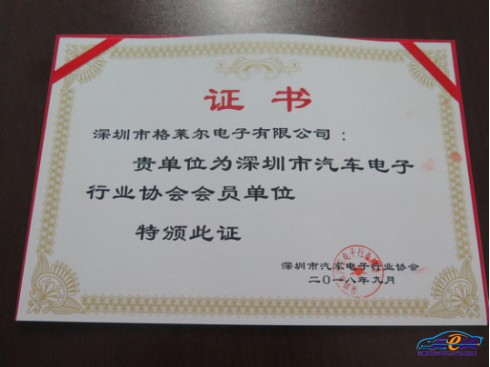 证书
深圳市格莱尔电子有限公司：
贵单位为深圳市汽车电子
行业协会会员单位
特颁此证
深圳市汽车电子行业协会
二〇一八年九月